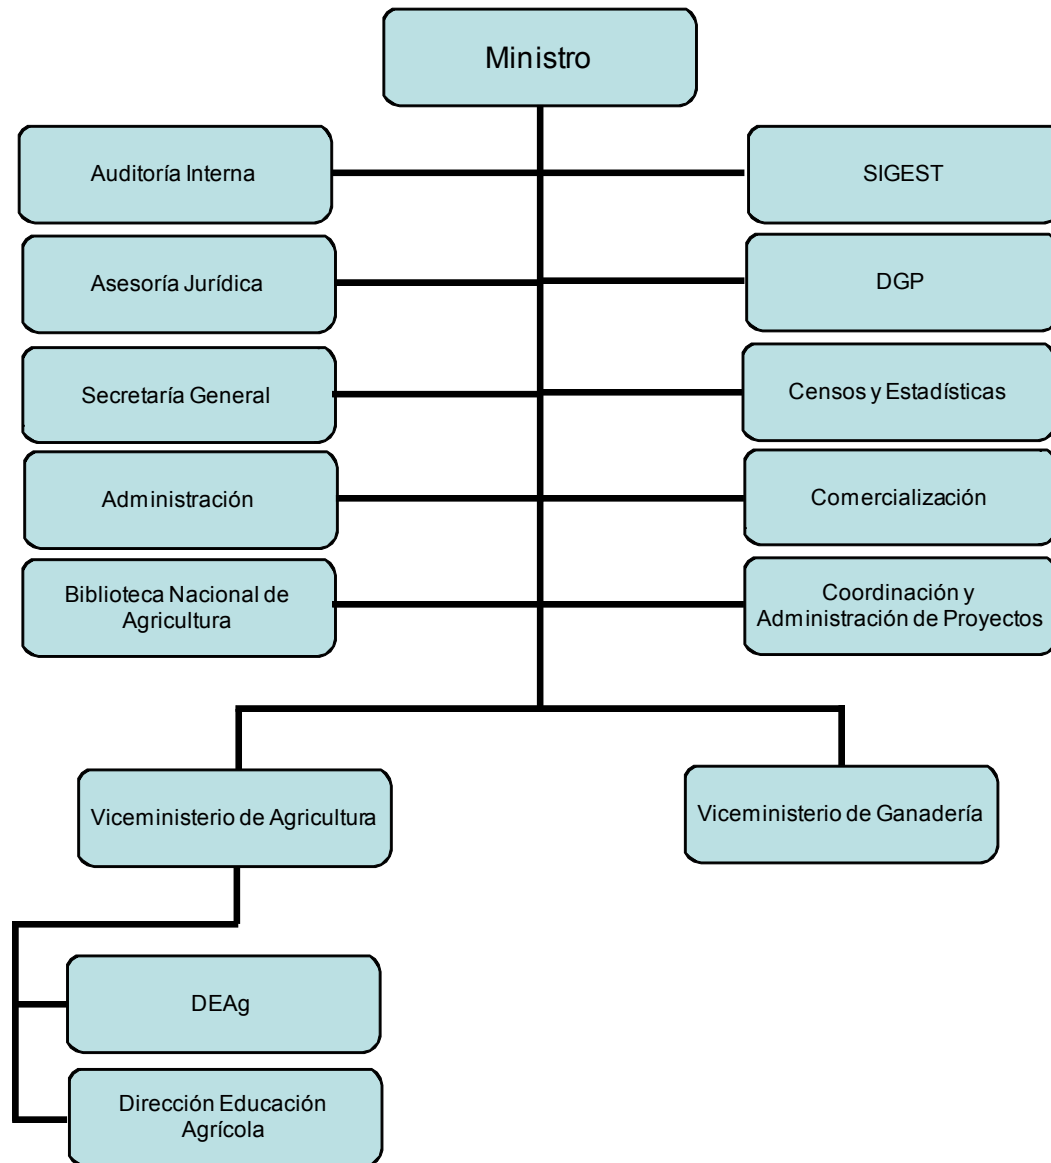 Ministro
Auditoría Interna
SIGEST
Asesoría Jurídica
DGP
Secretaría General
Censos y Estadísticas
Administración
Comercialización
Biblioteca Nacional de
Agricultura
Coordinación y
Administración de Proyectos
Viceministerio de Agricultura
Viceministerio de Ganadería
DEAg
Dirección Educación
Agrícola